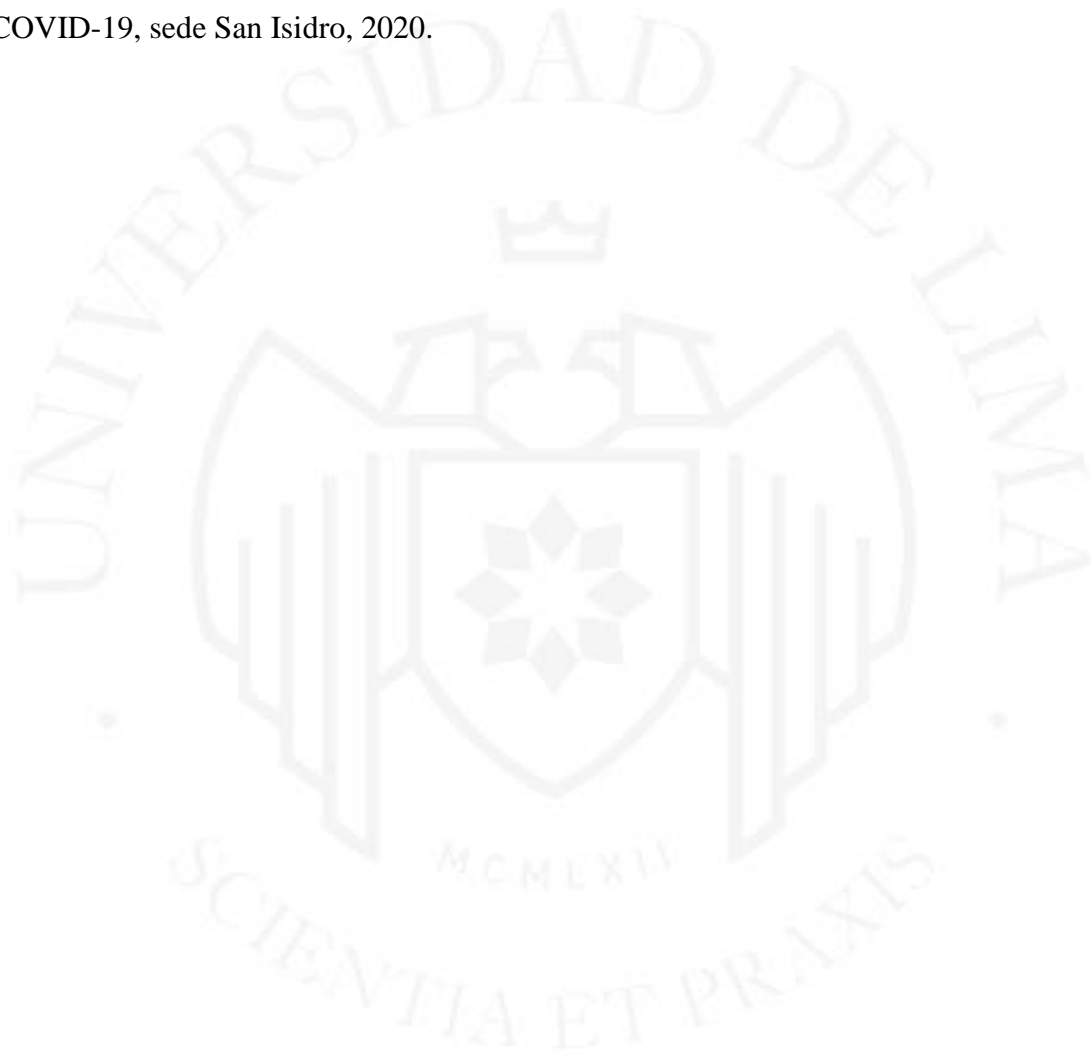 COVID-19, sede San Isidro, 2020.
UNIVERSIDAD DE LIMA
MCMLXII
SCIENTIA ET PRAXIS